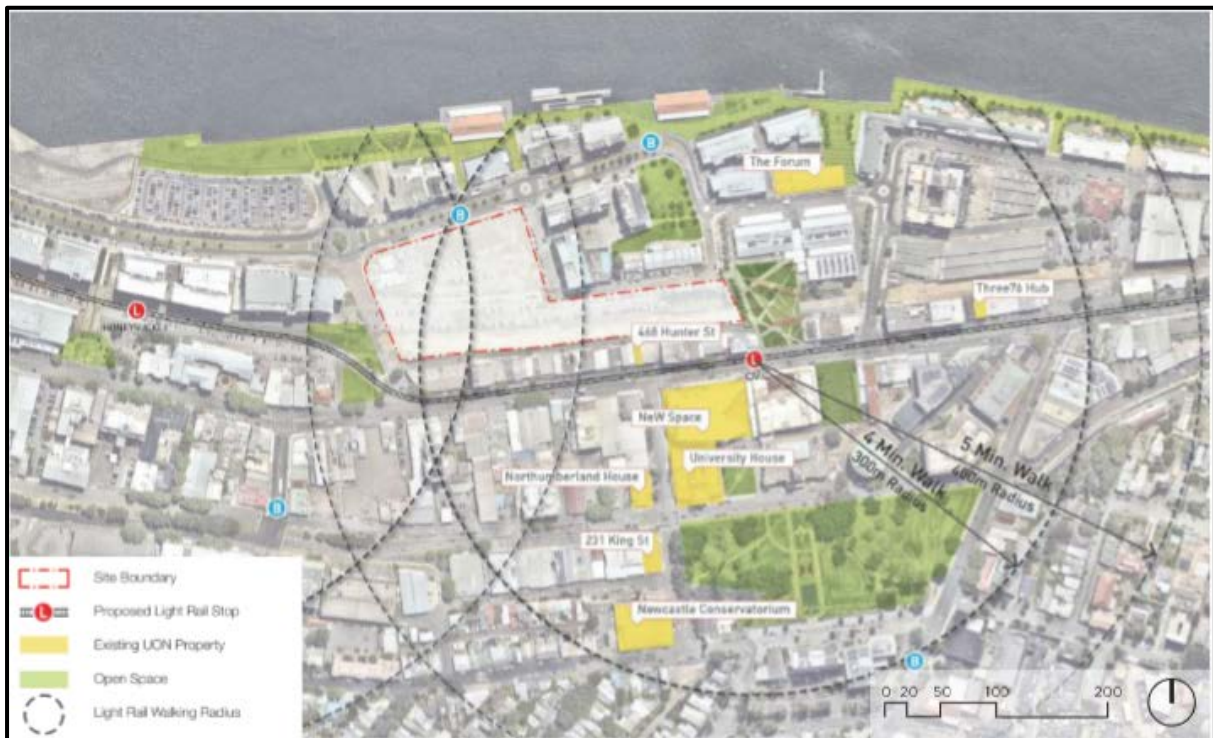 B
The Forum
B
Three76 Hub
L
HONEYSUCKLE
468 Hunter St
L
NeW Space
5 Min. Walk
400m Radius
4 Min. Walk
300m Radius
University House
Northumberland House
B
231 King St
Newcastle Conservatorium
B
Site Boundary
L Proposed Light Rail Stop
Existing UON Property
Open Space
Light Rail Walking Radius
0 20 50 100 200